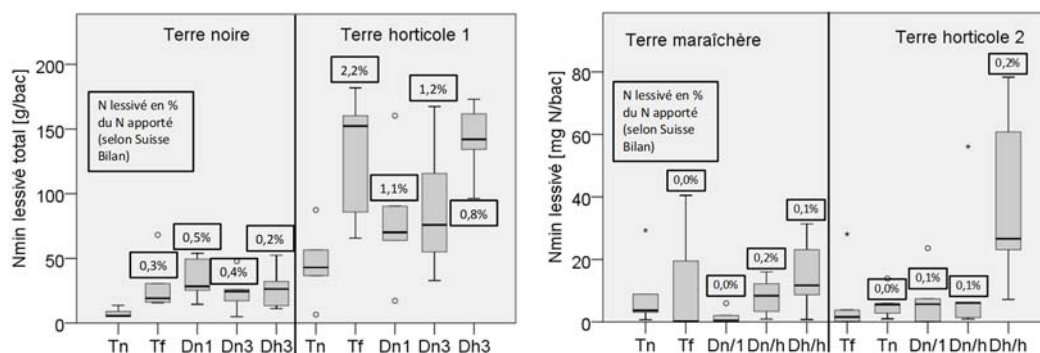 Terre noire
Terre horticole 1
Nmin lessivé total [g/bac]
200
150
100
50
0
N lessivé en %
du N apporté
(selon Suisse
Bilan)
0,3%
0,5%
0,4%
0,2%
2,2%
1,1%
1,2%
0,8%
Tn Tf Dn1 Dn3 Dh3 Tn Tf Dn1 Dn3 Dh3
Terre maraîchère
Terre horticole 2
Nmin lessivé [mg N/bac]
80
60
40
20
0
N lessivé en %
du N apporté
(selon Suisse
Bilan)
0,0%
0,0%
0,2%
0,1%
0,0%
0,1%
0,1%
0,2%
Tn Tf Dn/1 Dn/h Dh/h Tf Tn Dn/1 Dn/h Dh/h